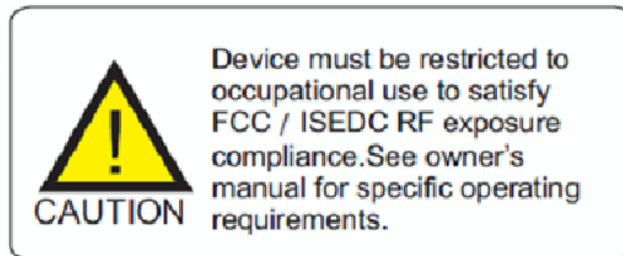 Device must be restricted to
occupational use to satisfy
FCC / ISEDC RF exposure
compliance.See owner's
manual for specific operating
requirements.
!
CAUTION